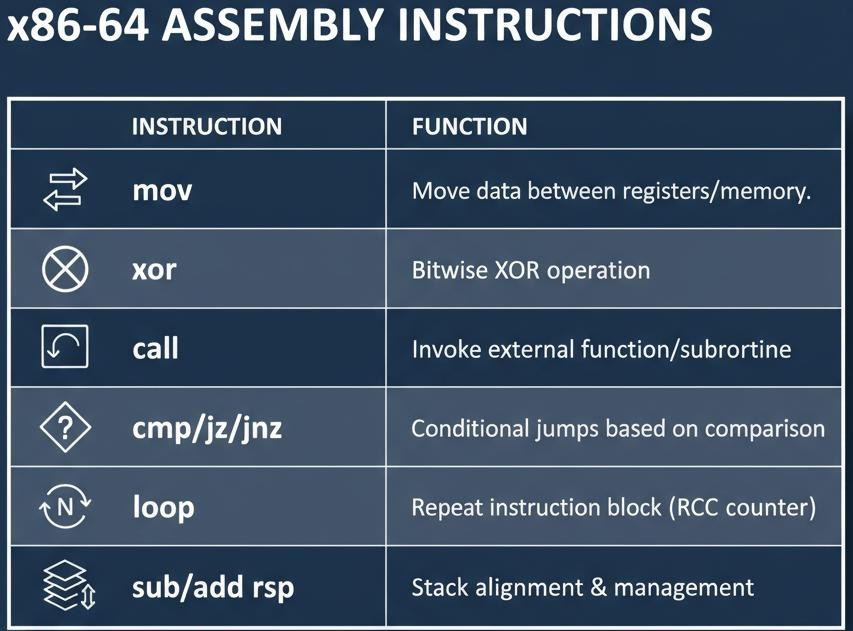 x86-64 ASSEMBLY INSTRUCTIONS
INSTRUCTION FUNCTION
mov Move data between registers/memory.
xor Bitwise XOR operation
call Invoke external function/subrortine
? cmp/jz/jnz Conditional jumps based on comparison
N loop Repeat instruction block (RCC counter)
sub/add rsp Stack alignment & management